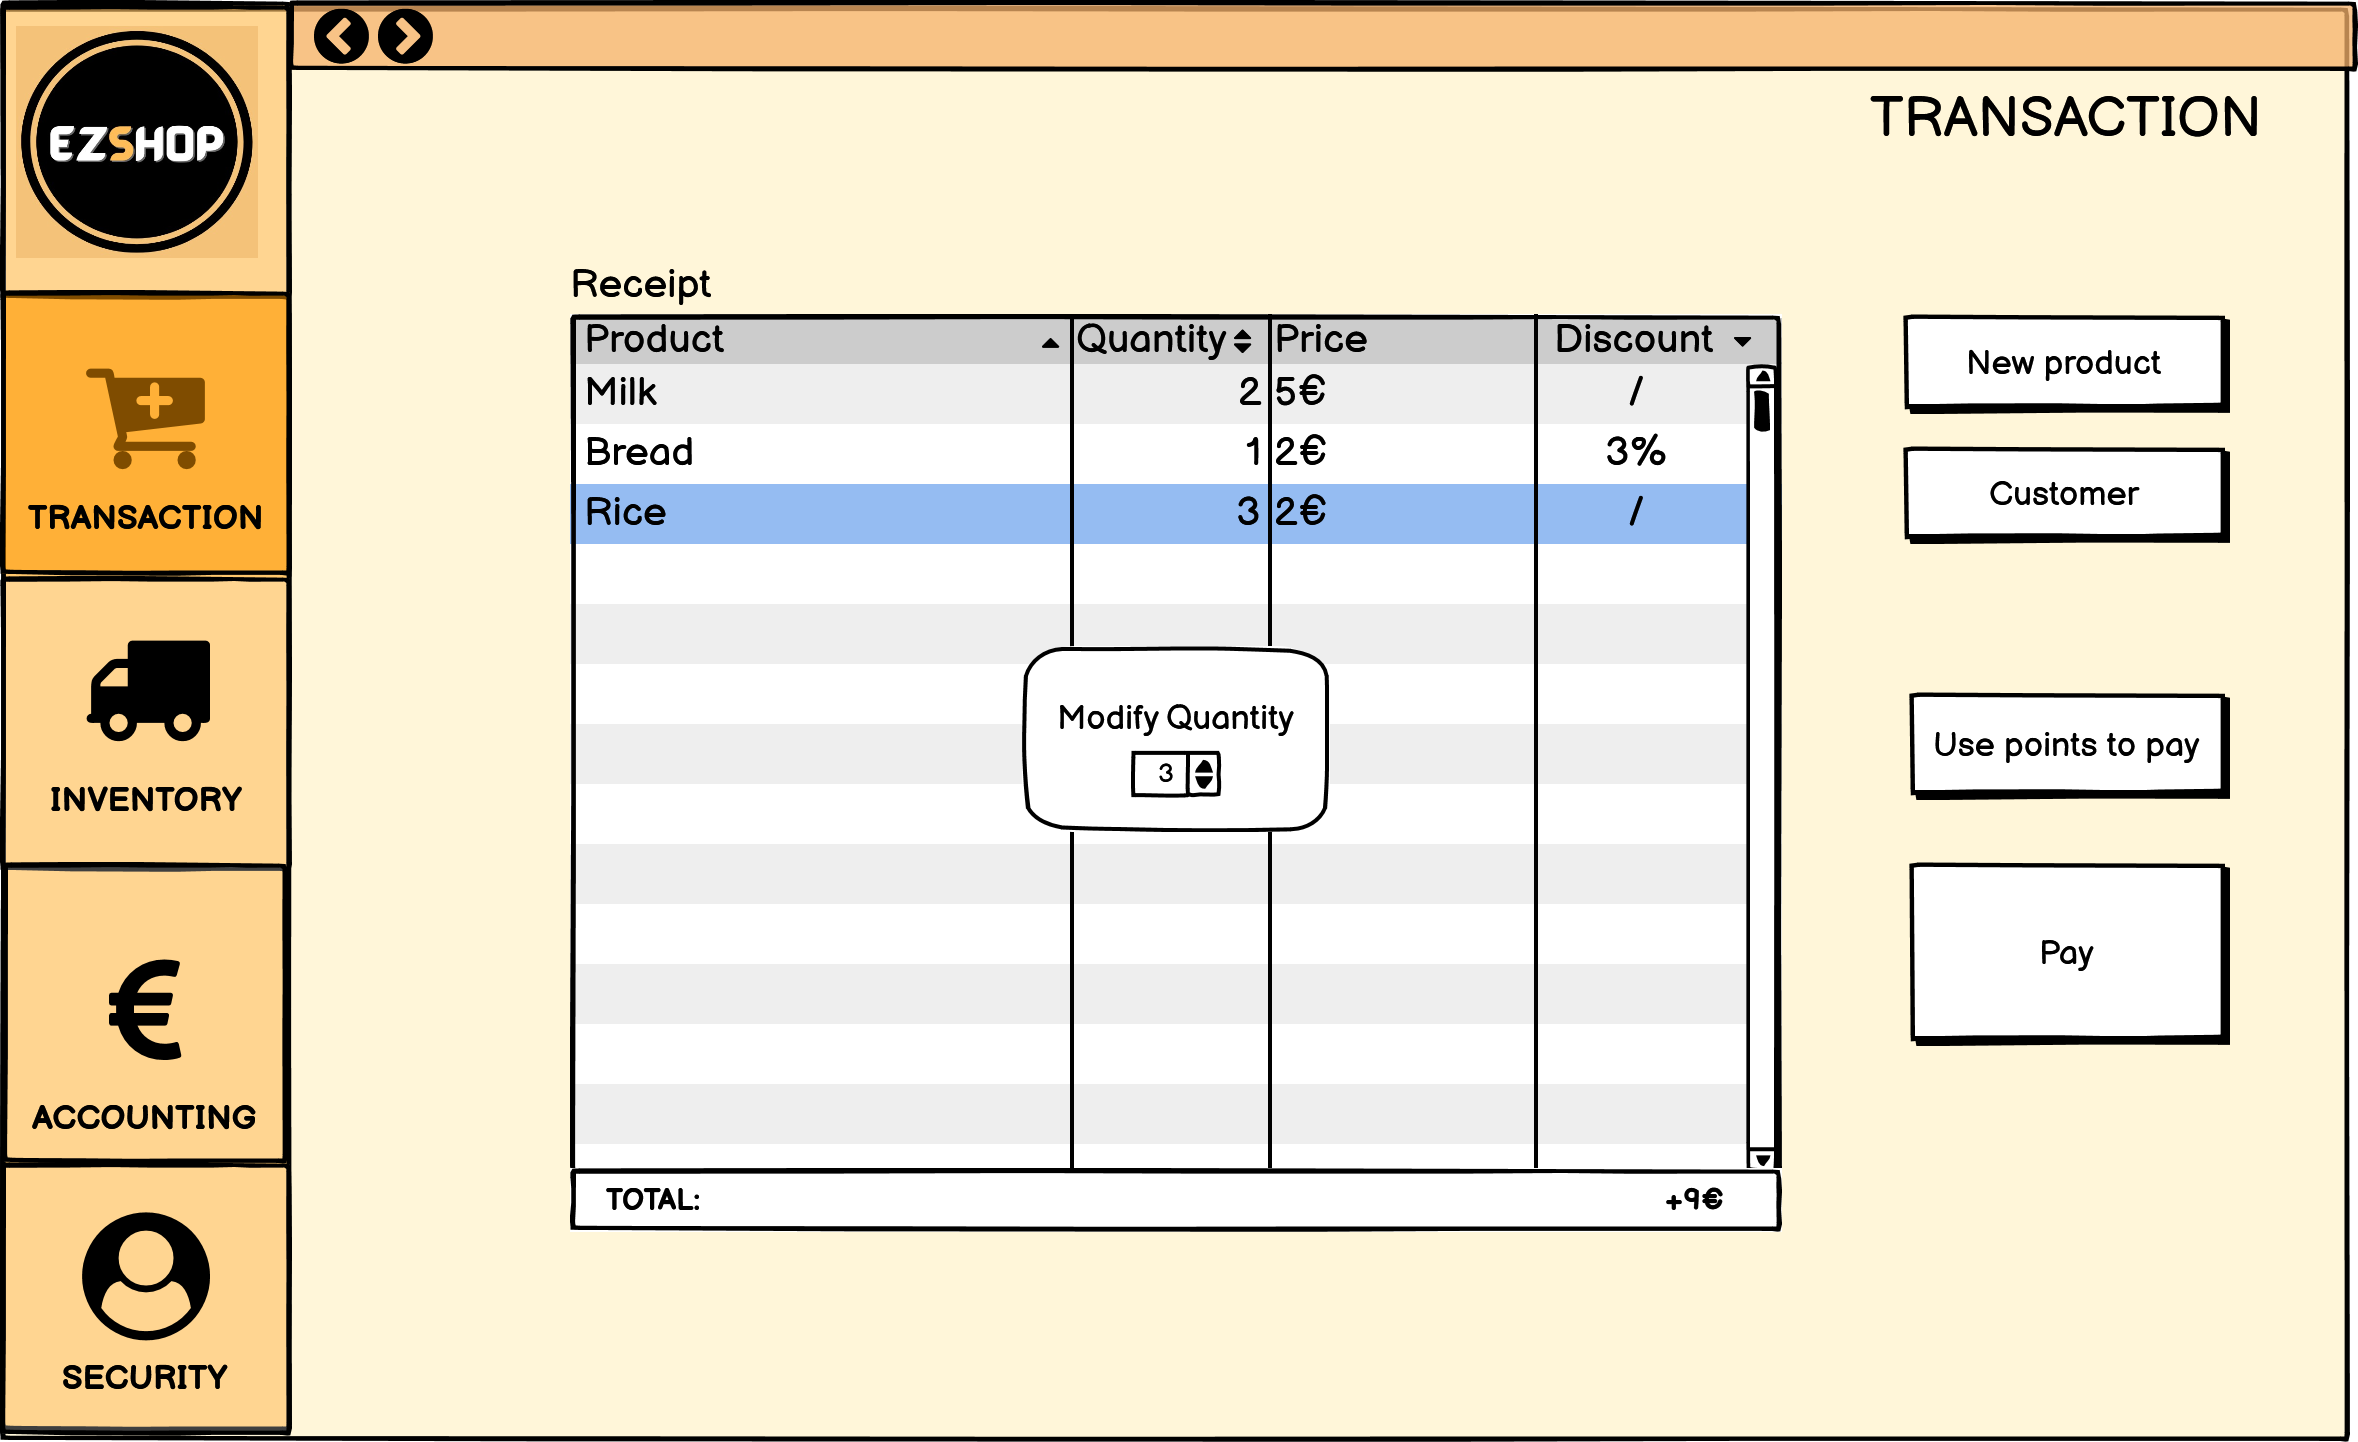 EZSHOP
TRANSACTION
INVENTORY
€
ACCOUNTING
SECURITY
TRANSACTION
Receipt
Product Quantity Price Discount
Milk 2 5€ /
Bread 1 2€ 3%
Rice 3 2€ /
Modify Quantity
3
TOTAL: +9€
New product
Customer
Use points to pay
Pay